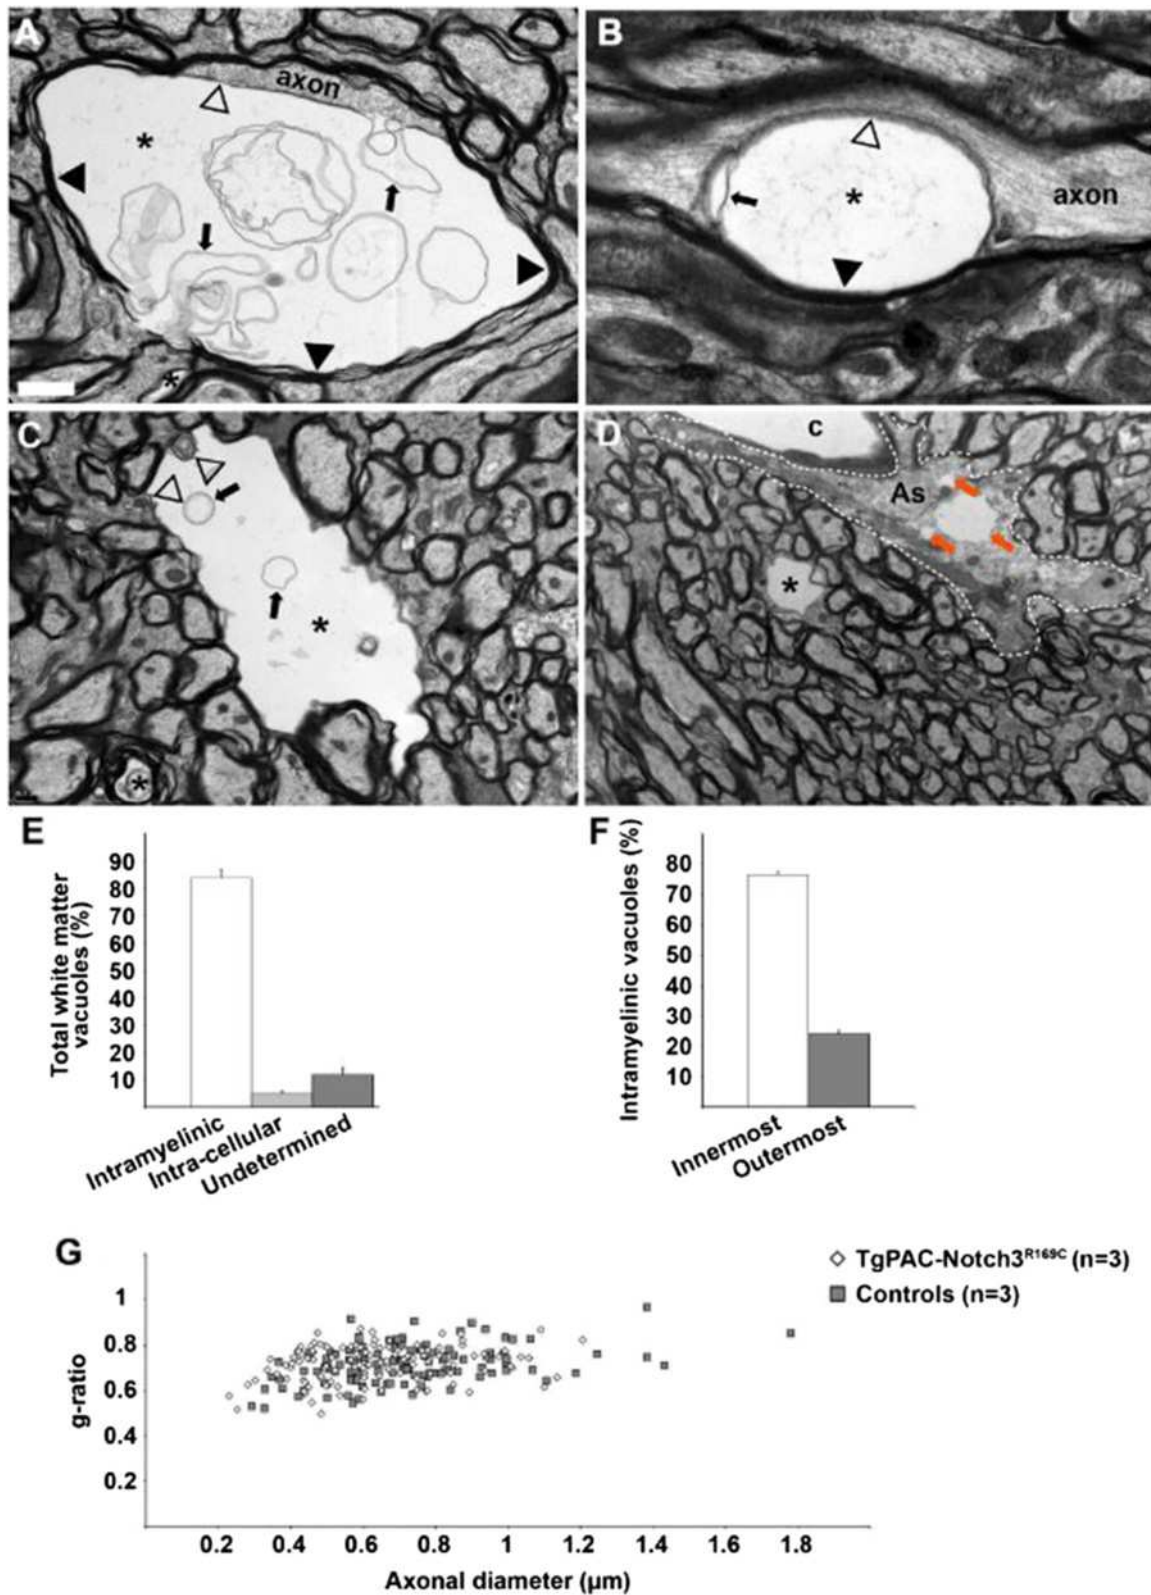 A
axon
*
*
B
axon
*
C
*
*
D
c
As
*
E
Total white matter
vacuoles (%)
90
80
70
60
50
40
30
20
10
Intramyelinic
Intra-cellular
Undetermined
F
Intramyelinic vacuoles (%)
80
70
60
50
40
30
20
10
Innermost
Outermost
G
TgPAC-Notch3R169C (n=3)
Controls (n=3)
g-ratio
1
0.8
0.6
0.4
0.2
0.2 0.4 0.6 0.8 1 1.2 1.4 1.6 1.8
Axonal diameter (µm)